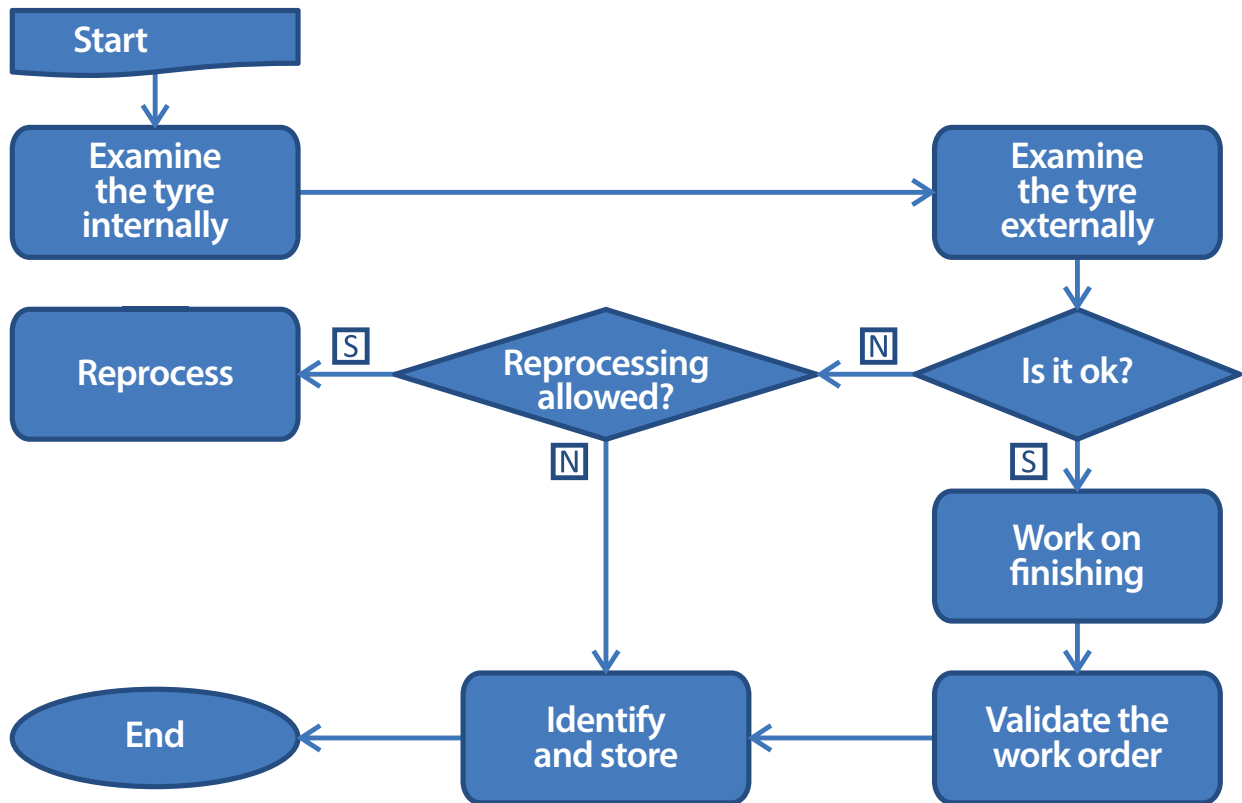 Start
Examine
the tyre
internally
Examine
the tyre
externally
Reprocess
S
Reprocessing
allowed?
N
Is it ok?
N
S
Work on
finishing
End
Identify
and store
Validate the
work order